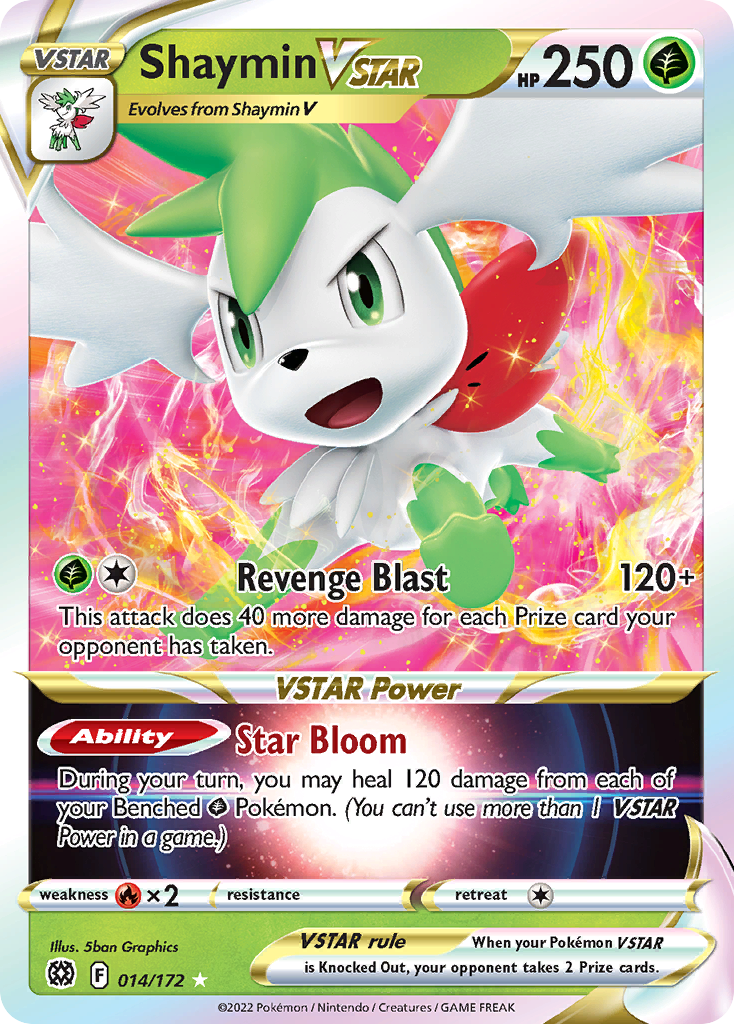 VSTAR
Shaymin VSTAR
HP 250
Evolves from Shaymin V
Revenge Blast 120+
This attack does 40 more damage for each Prize card your
opponent has taken.
VSTAR Power
Ability Star Bloom
During your turn, you may heal 120 damage from each of
your Benched Pokémon. (You can't use more than 1 VSTAR
Power in a game.)
weakness ×2 resistance retreat
Illus. 5ban Graphics
F 014/172
VSTAR rule When your Pokémon VSTAR
is Knocked Out, your opponent takes 2 Prize cards.
©2022 Pokémon / Nintendo / Creatures / GAME FREAK